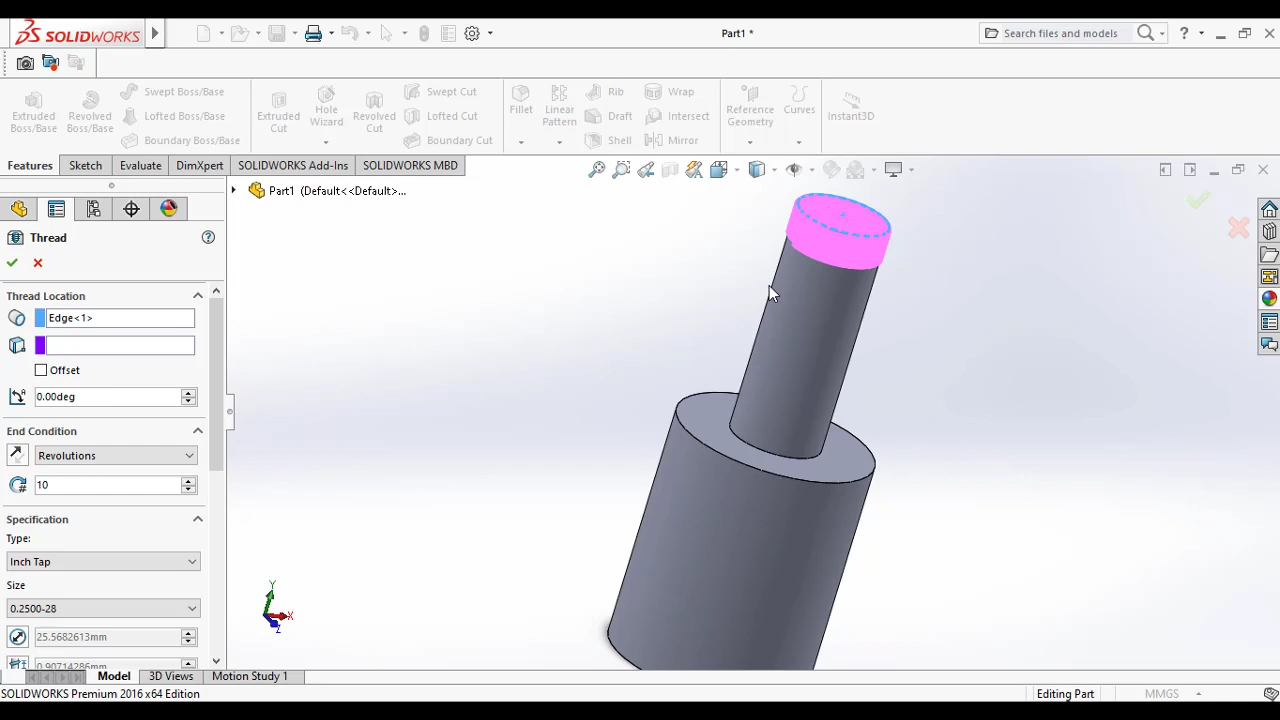 SOLIDWORKS
Part1 *
Search files and models
?
Extruded Boss/Base
Revolved Boss/Base
Swept Boss/Base
Lofted Boss/Base
Boundary Boss/Base
Extruded Cut
Hole Wizard
Revolved Cut
Swept Cut
Lofted Cut
Boundary Cut
Fillet
Linear Pattern
Rib
Draft
Shell
Wrap
Intersect
Mirror
Reference Geometry
Curves
Instant3D
Features
Sketch
Evaluate
DimXpert
SOLIDWORKS Add-Ins
SOLIDWORKS MBD
Part1 (Default<<Default>...
Thread
?
Thread Location
Edge<1>
Offset
0.00deg
End Condition
Revolutions
10
Specification
Type:
Inch Tap
Size
0.2500-28
25.5682613mm
0.90714286mm
Y
X
Z
Model
3D Views
Motion Study 1
SOLIDWORKS Premium 2016 x64 Edition
Editing Part
MMGS